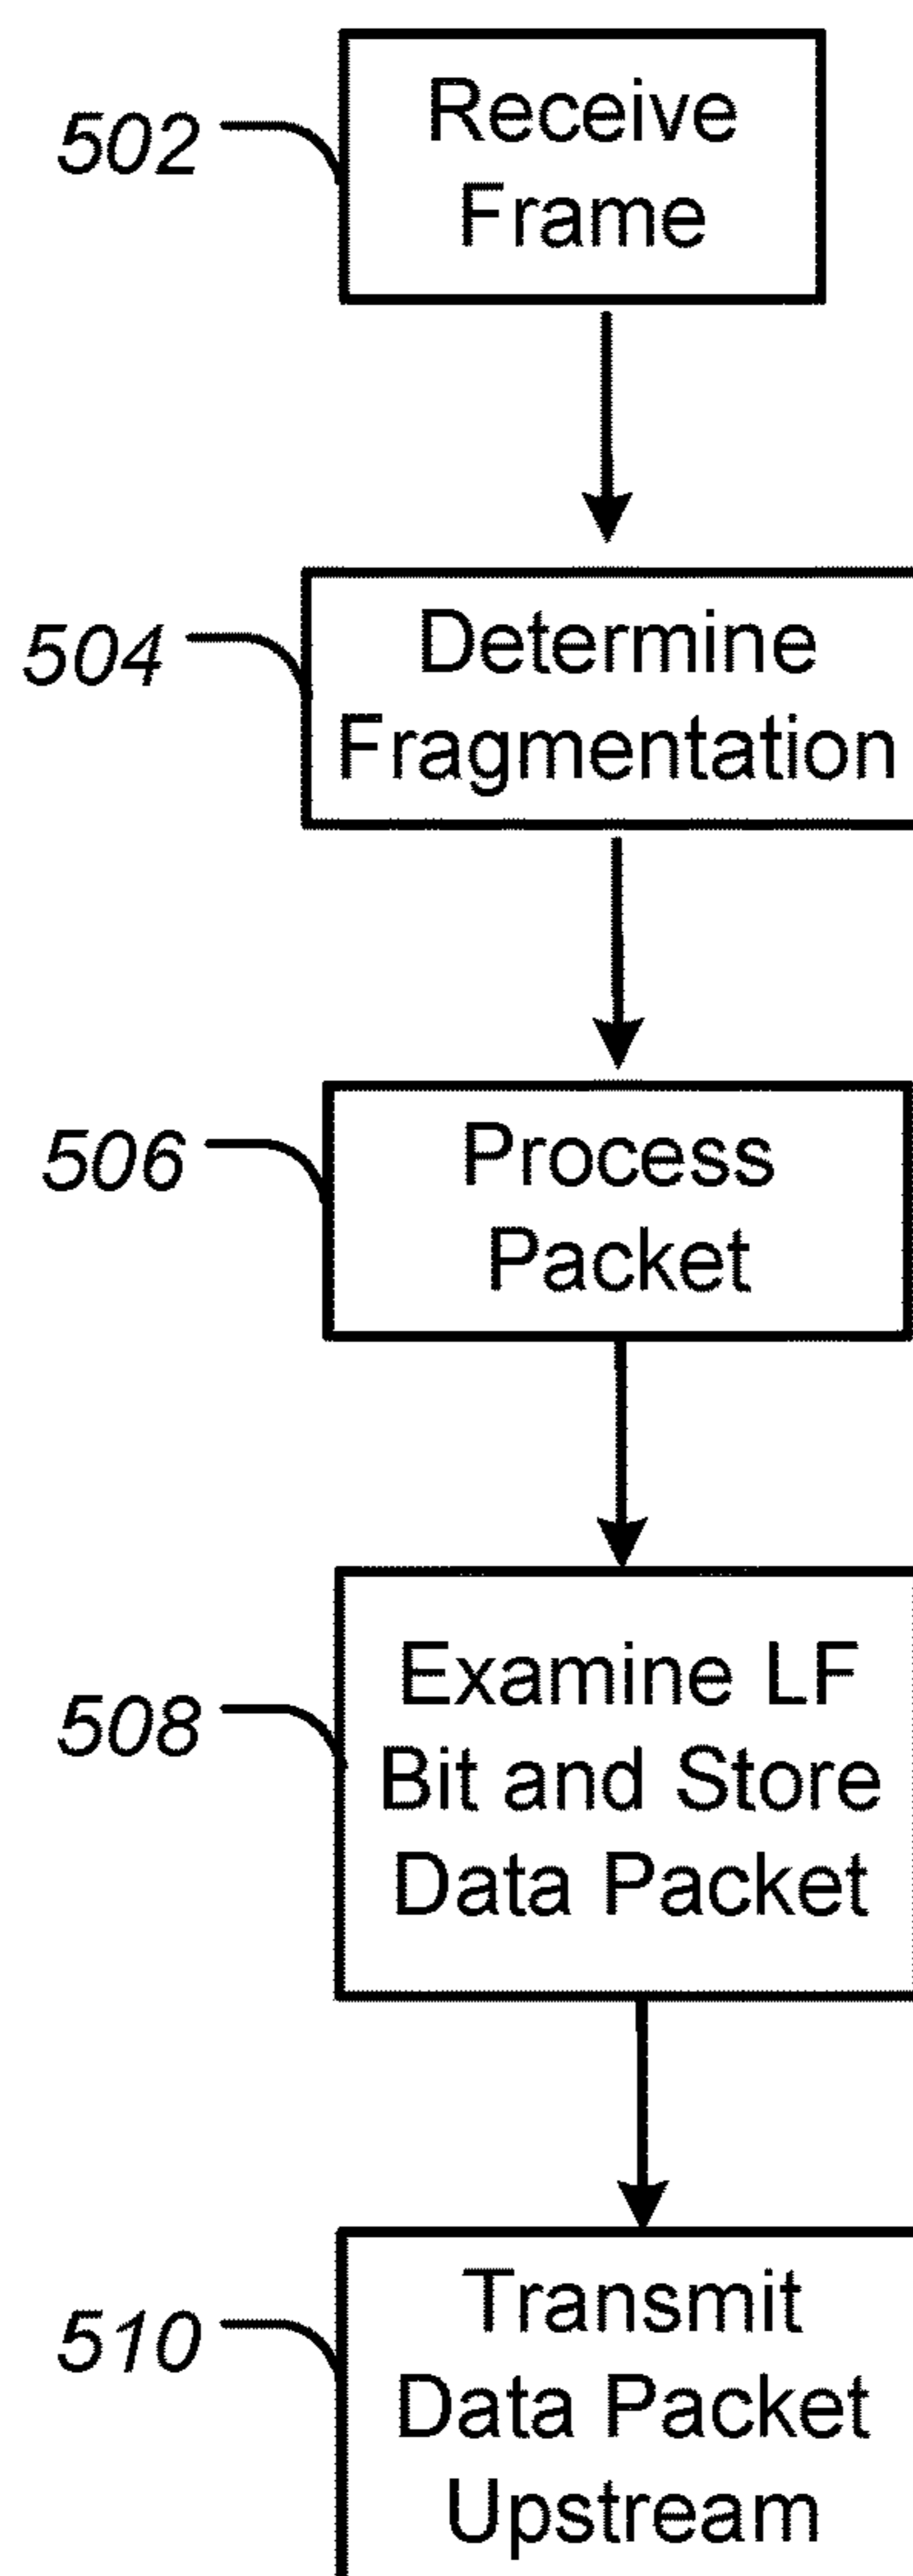 502
Receive
Frame
504
Determine
Fragmentation
506
Process
Packet
508
Examine LF
Bit and Store
Data Packet
510
Transmit
Data Packet
Upstream